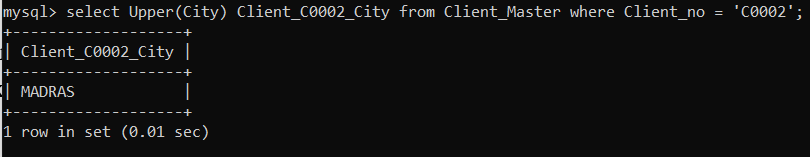 mysql> select Upper(City) Client_C0002_City from Client_Master where Client_no = 'C0002';
+-------------------+
| Client_C0002_City |
+-------------------+
| MADRAS            |
+-------------------+
1 row in set (0.01 sec)